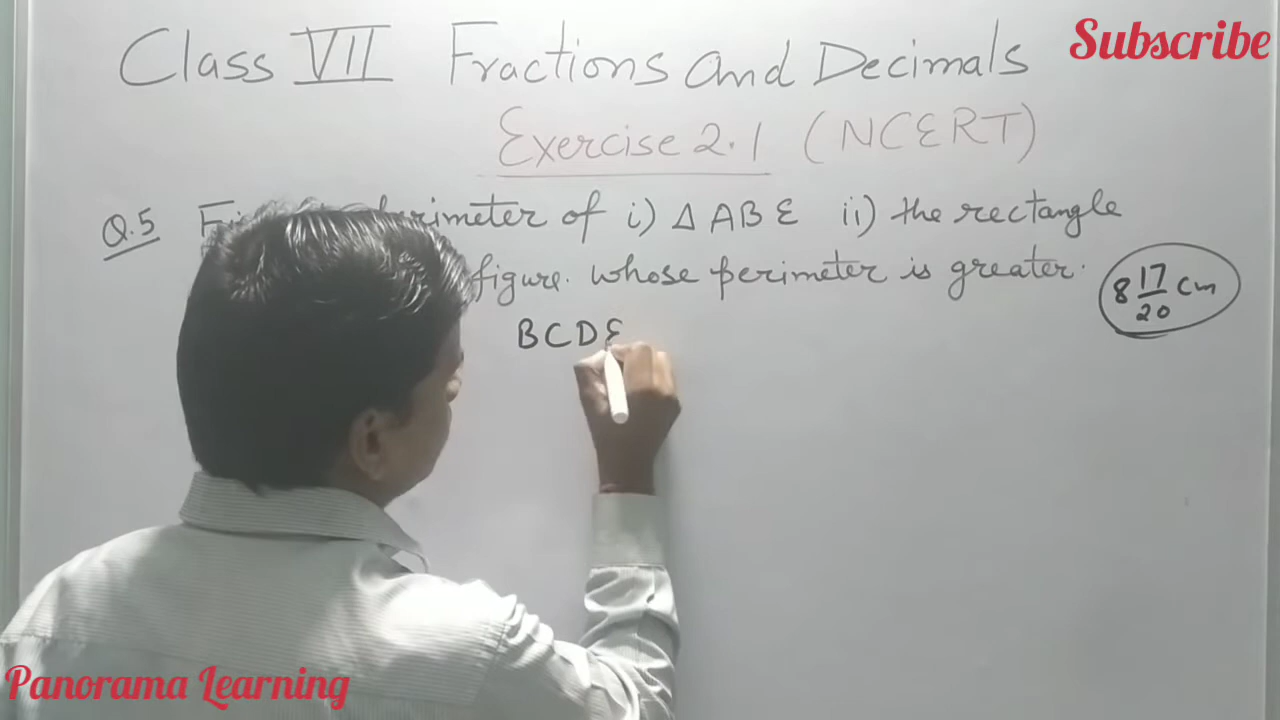 Class VII Fractions and Decimals
Subscribe
Exercise 2.1 (NCERT)
Q.5 perimeter of i) Δ ABE ii) the rectangle
figure. whose perimeter is greater.
8 17/20 cm
BCDE
Panorama Learning